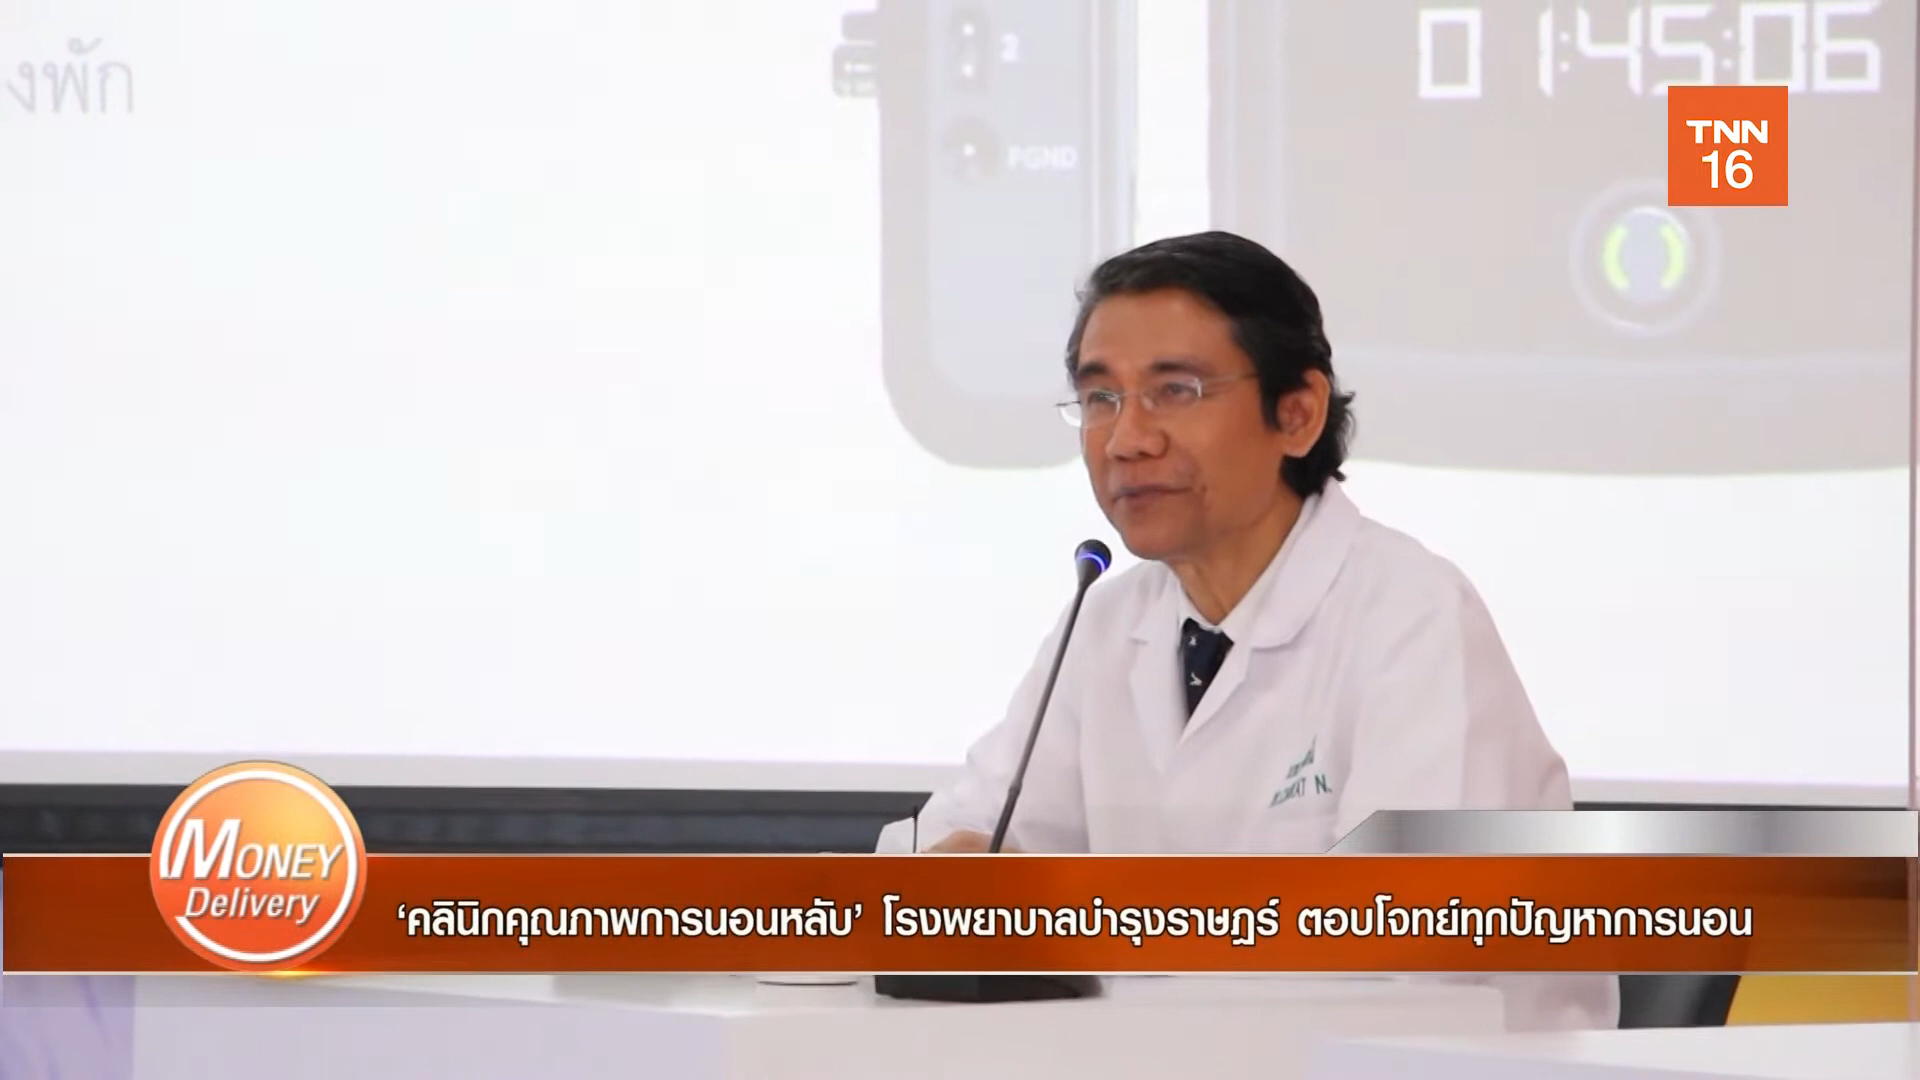 งพัก
2
01:45:06
PGND
TNN
16
N.
MONEY
Delivery
‘คลินิกคุณภาพการนอนหลับ’ โรงพยาบาลบำรุงราษฎร์ ตอบโจทย์ทุกปัญหาการนอน